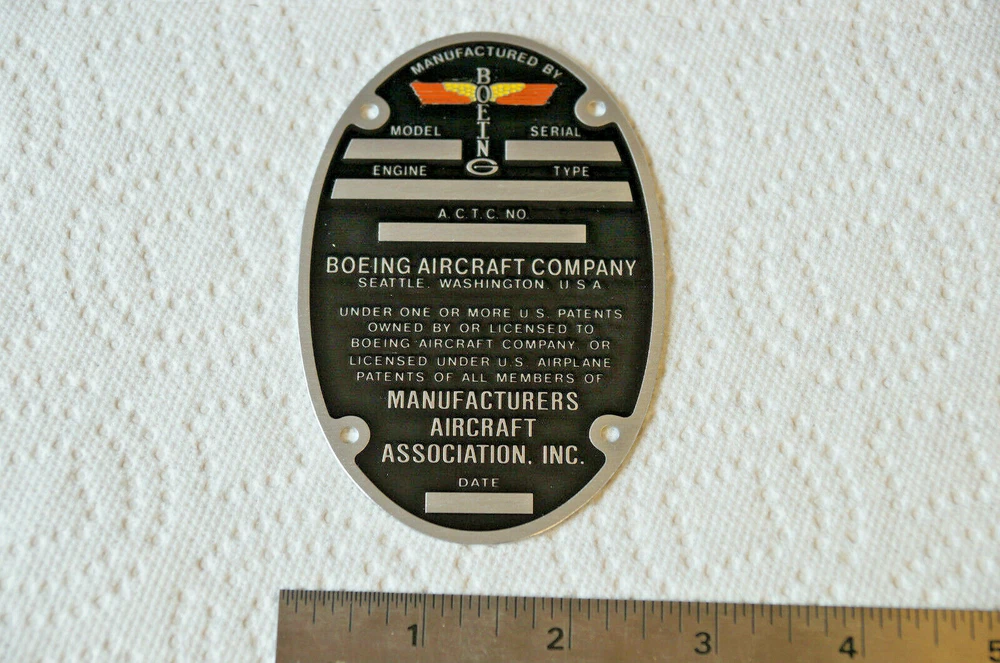 MANUFACTURED BY
BOEING
MODEL SERIAL
ENGINE TYPE
A.C.T.C. NO.
BOEING AIRCRAFT COMPANY
SEATTLE. WASHINGTON. U.S.A.
UNDER ONE OR MORE U.S. PATENTS
OWNED BY OR LICENSED TO
BOEING AIRCRAFT COMPANY, OR
LICENSED UNDER U.S. AIRPLANE
PATENTS OF ALL MEMBERS OF
MANUFACTURERS
AIRCRAFT
ASSOCIATION, INC.
DATE
1 2 3 4 5